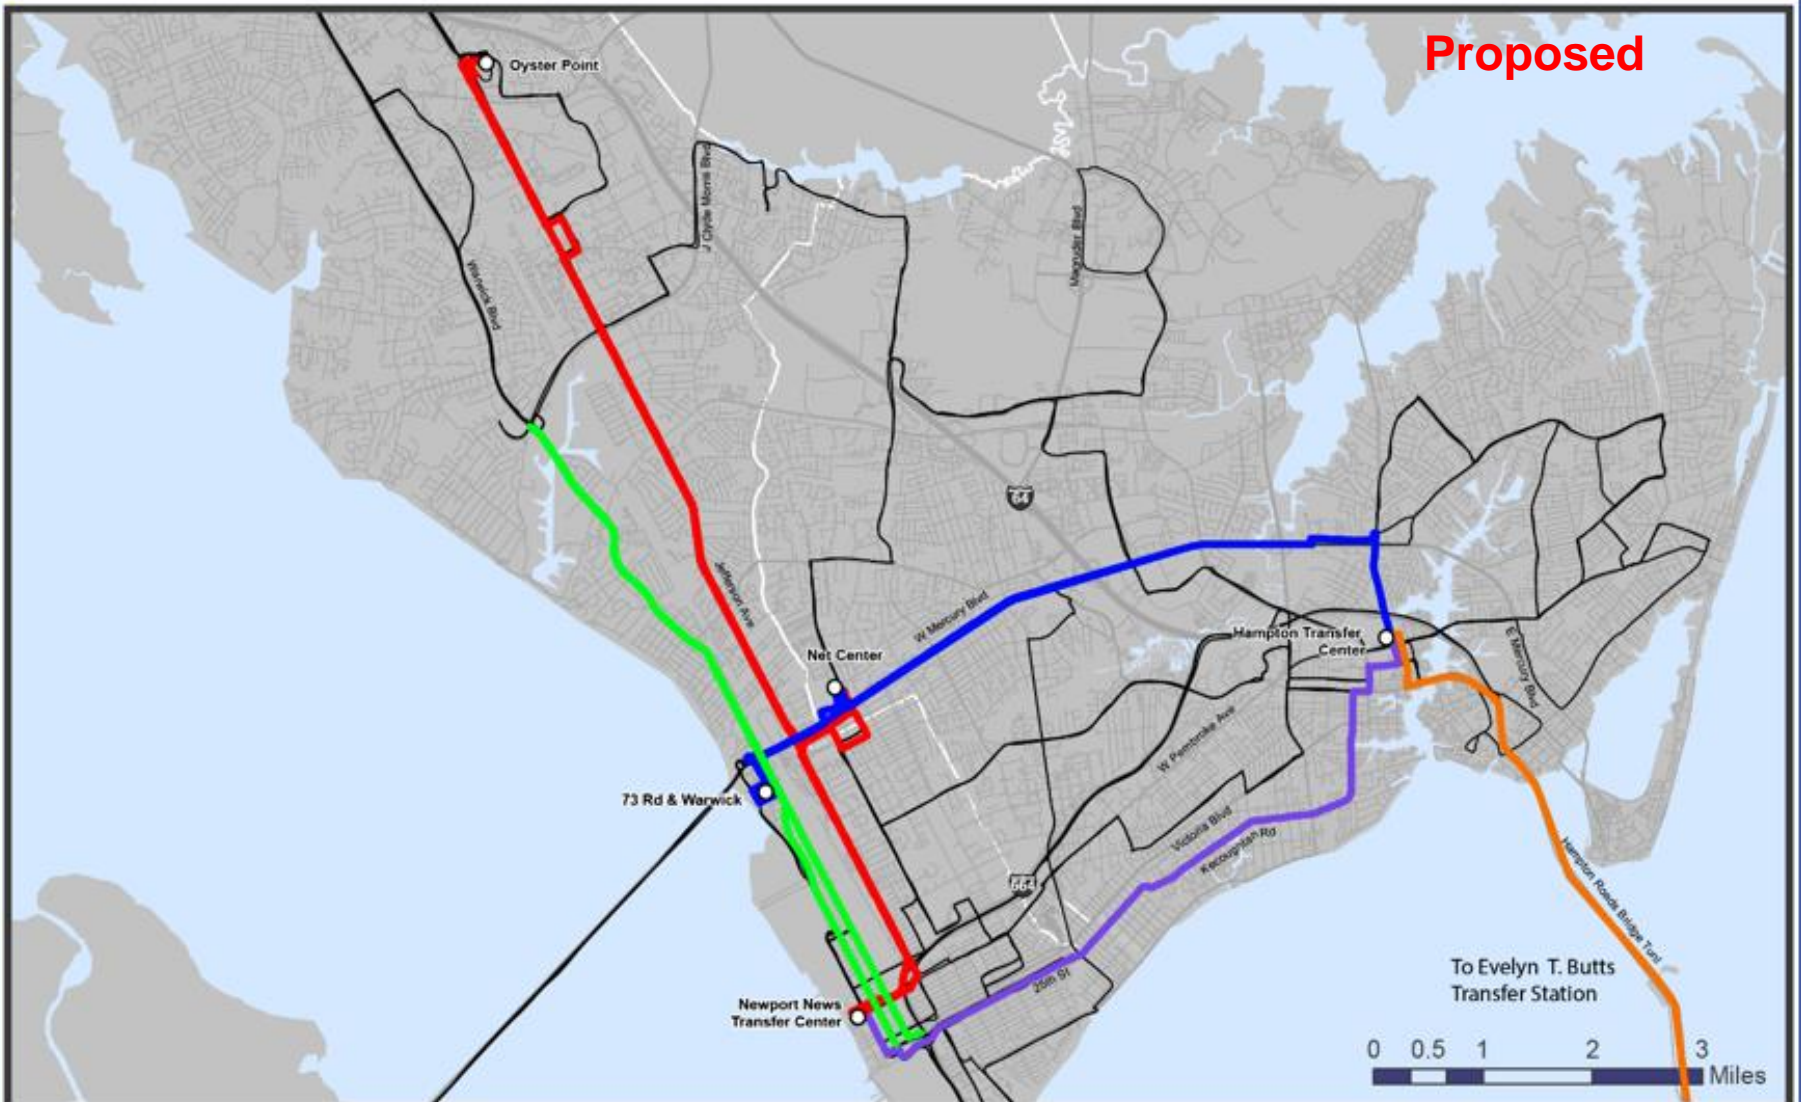 Proposed
Oyster Point
J Clyde Morris Blvd
Magruder Blvd
Warwick Blvd
64
Jefferson Ave
W Mercury Blvd
Hampton Transfer
Center
Net Center
E Mercury Blvd
W Pembroke Ave
73 Rd & Warwick
Victoria Blvd
Kecoughtan Rd
664
Hampton Roads Bridge Tunl
25th St
To Evelyn T. Butts
Transfer Station
Newport News
Transfer Center
0 0.5 1 2 3
Miles